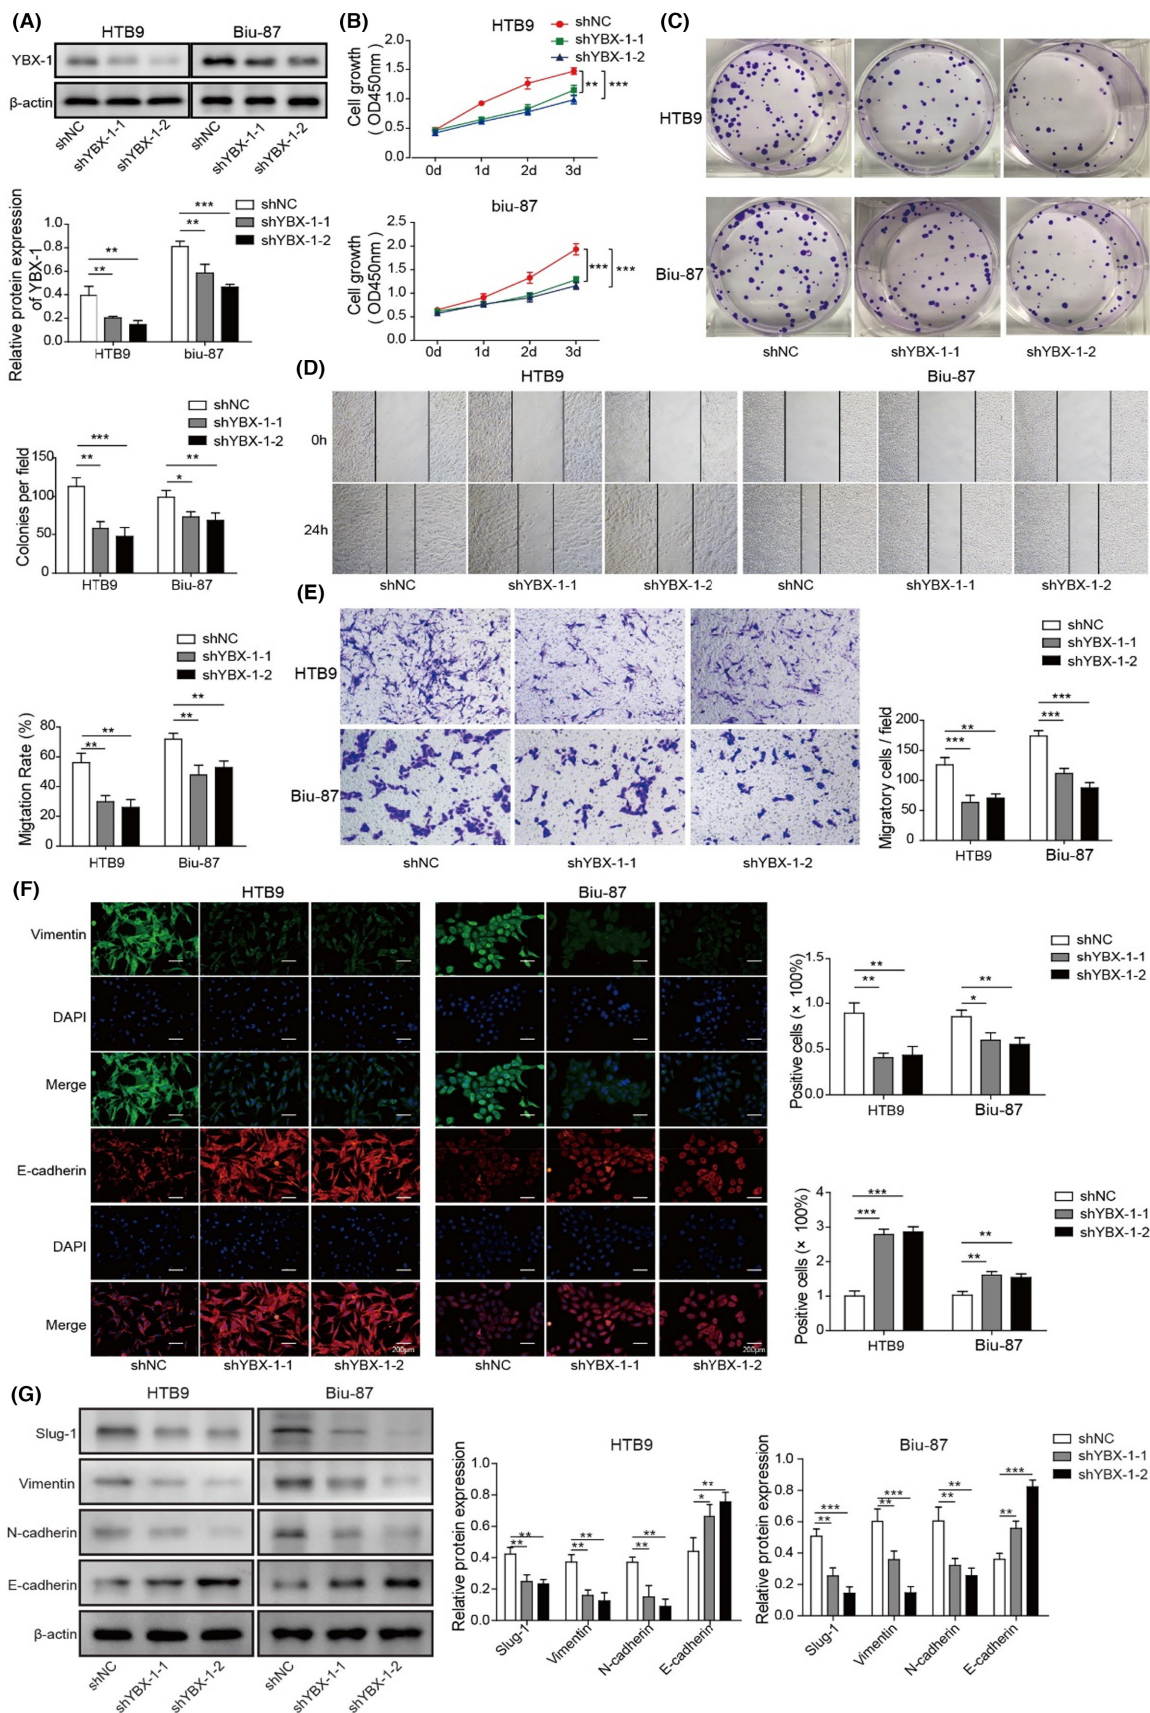 (A)
HTB9
Biu-87
YBX-1
β-actin
shNC
shYBX-1-1
shYBX-1-2
shNC
shYBX-1-1
shYBX-1-2
shNC
shYBX-1-1
shYBX-1-2
Relative protein expression
of YBX-1
1.0
0.8
0.6
0.4
0.2
0.0
**
**
**
***
HTB9
biu-87
(B)
HTB9
shNC
shYBX-1-1
shYBX-1-2
Cell growth
( OD450nm )
2.0
1.5
1.0
0.5
0.0
** ***
0d 1d 2d 3d
biu-87
Cell growth
( OD450nm )
2.5
2.0
1.5
1.0
0.5
0.0
*** ***
0d 1d 2d 3d
(C)
HTB9
Biu-87
shNC shYBX-1-1 shYBX-1-2
shNC
shYBX-1-1
shYBX-1-2
Colonies per field
150
100
50
0
***
**
**
*
HTB9
Biu-87
(D)
HTB9
Biu-87
0h
24h
shNC shYBX-1-1 shYBX-1-2 shNC shYBX-1-1 shYBX-1-2
shNC
shYBX-1-1
shYBX-1-2
Migtation Rate (%)
80
60
40
20
0
**
**
**
**
HTB9
Biu-87
(E)
HTB9
Biu-87
shNC shYBX-1-1 shYBX-1-2
shNC
shYBX-1-1
shYBX-1-2
Migratory cells / field
200
150
100
50
0
**
***
***
***
HTB9
Biu-87
(F)
HTB9
Biu-87
Vimentin
DAPI
Merge
E-cadherin
DAPI
Merge
200μm
200μm
shNC shYBX-1-1 shYBX-1-2 shNC shYBX-1-1 shYBX-1-2
shNC
shYBX-1-1
shYBX-1-2
Positive cells (× 100%)
1.5
1.0
0.5
0.0
**
**
**
*
HTB9
Biu-87
shNC
shYBX-1-1
shYBX-1-2
Positive cells (× 100%)
4
3
2
1
0
***
***
**
**
HTB9
Biu-87
(G)
HTB9
Biu-87
Slug-1
Vimentin
N-cadherin
E-cadherin
β-actin
shNC
shYBX-1-1
shYBX-1-2
shNC
shYBX-1-1
shYBX-1-2
HTB9
Relative protein expression
1.0
0.8
0.6
0.4
0.2
0.0
**
**
**
**
**
**
**
*
Slug-1
Vimentin
N-cadherin
E-cadherin
Biu-87
Relative protein expression
1.0
0.8
0.6
0.4
0.2
0.0
***
**
***
**
**
**
***
**
Slug-1
Vimentin
N-cadherin
E-cadherin
shNC
shYBX-1-1
shYBX-1-2